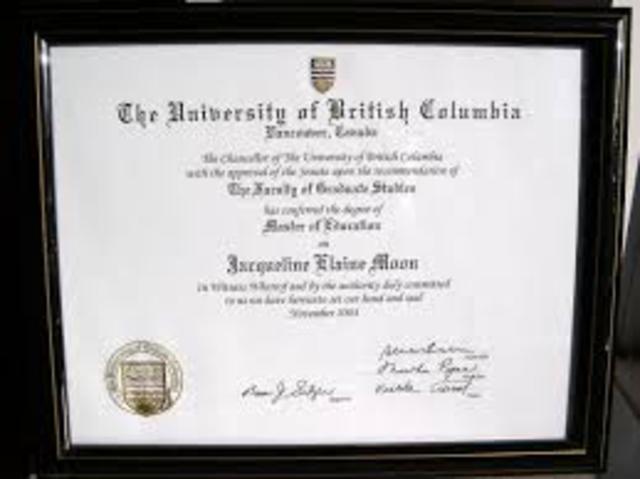 The University of British Columbia
Vancouver, Canada
The Chancellor of The University of British Columbia
with the approval of the Senate upon the recommendation of
The Faculty of Graduate Studies
has conferred the degree of
Master of Education
on
Jacqueline Elaine Moon
In Witness Whereof and by the authority duly committed
to us we have hereunto set our hand and seal
November